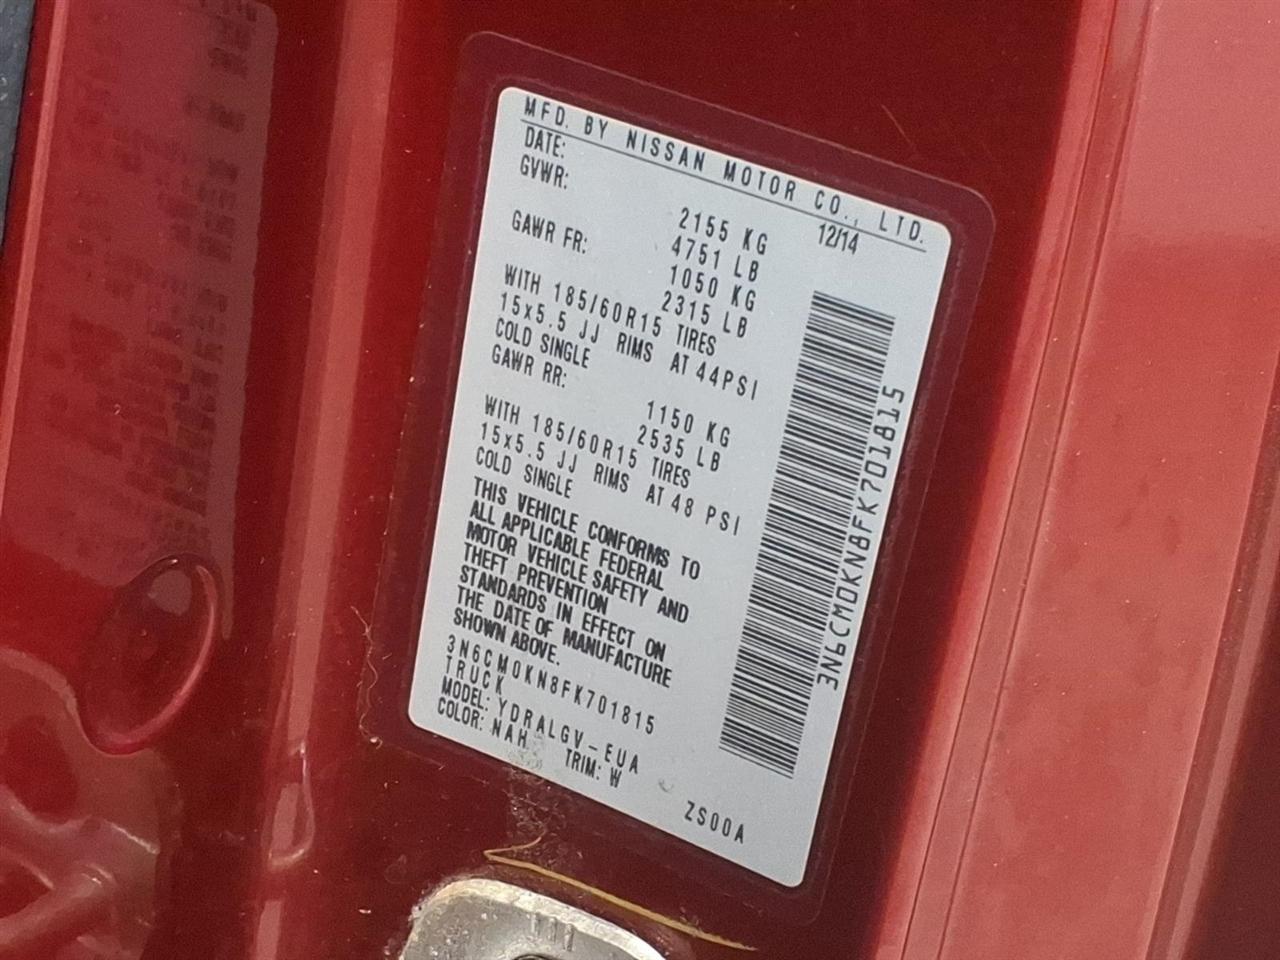 MFD. BY NISSAN MOTOR CO., LTD.
DATE: 12/14
GVWR: 2155 KG
4751 LB
GAWR FR: 1050 KG
2315 LB
WITH 185/60R15 TIRES
15x5.5 JJ RIMS AT 44PSI
COLD SINGLE
GAWR RR: 1150 KG
2535 LB
WITH 185/60R15 TIRES
15x5.5 JJ RIMS AT 48 PSI
COLD SINGLE
THIS VEHICLE CONFORMS TO
ALL APPLICABLE FEDERAL
MOTOR VEHICLE SAFETY AND
THEFT PREVENTION
STANDARDS IN EFFECT ON
THE DATE OF MANUFACTURE
SHOWN ABOVE.
3N6CM0KN8FK701815
TRUCK
MODEL: YDRALGV-EUA
COLOR: NAH TRIM: W
ZS00A
3N6CM0KN8FK701815